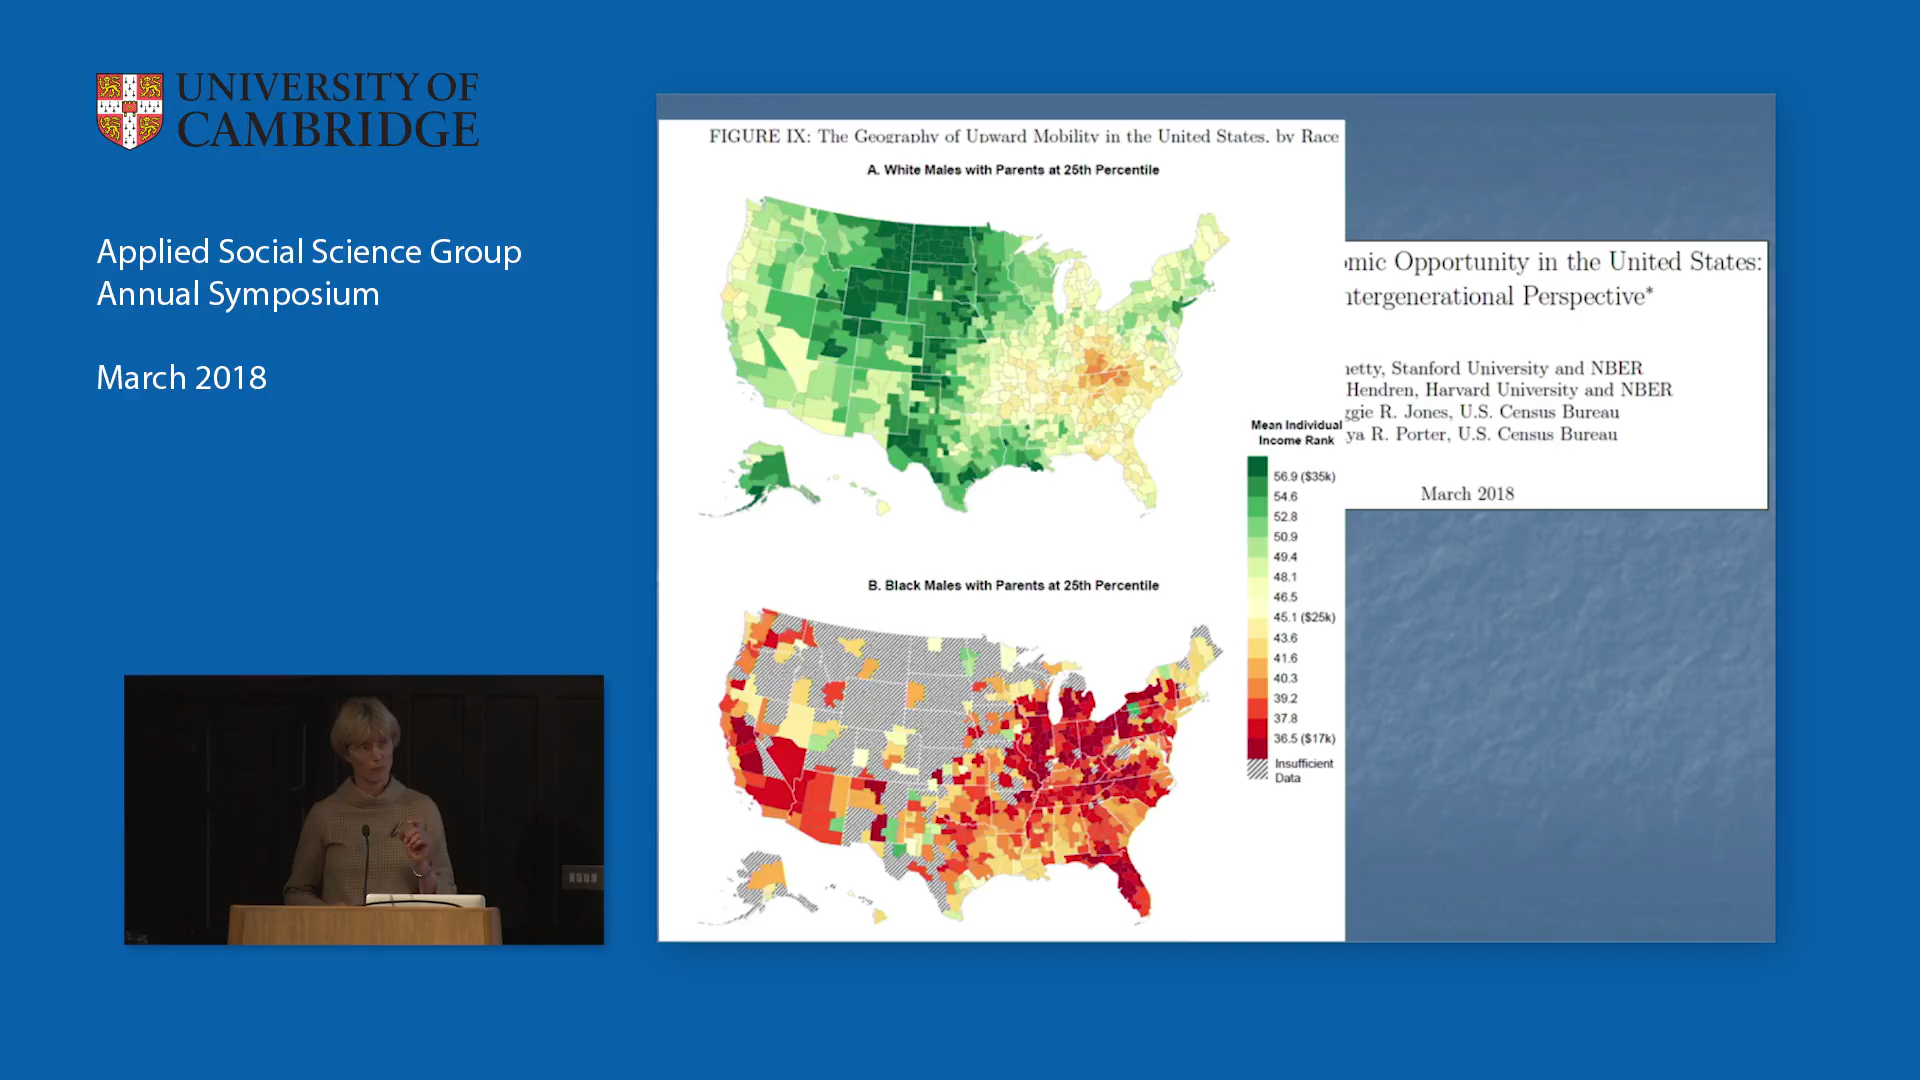 UNIVERSITY OF
CAMBRIDGE
Applied Social Science Group
Annual Symposium
March 2018
FIGURE IX: The Geography of Upward Mobility in the United States, by Race
A. White Males with Parents at 25th Percentile
B. Black Males with Parents at 25th Percentile
Mean Individual
Income Rank
56.9 ($35k)
54.6
52.8
50.9
49.4
48.1
46.5
45.1 ($25k)
43.6
41.6
40.3
39.2
37.8
36.5 ($17k)
Insufficient
Data
Opportunity in the United States:
Perspective*
Stanford University and NBER
Hendren, Harvard University and NBER
R. Jones, U.S. Census Bureau
R. Porter, U.S. Census Bureau
March 2018